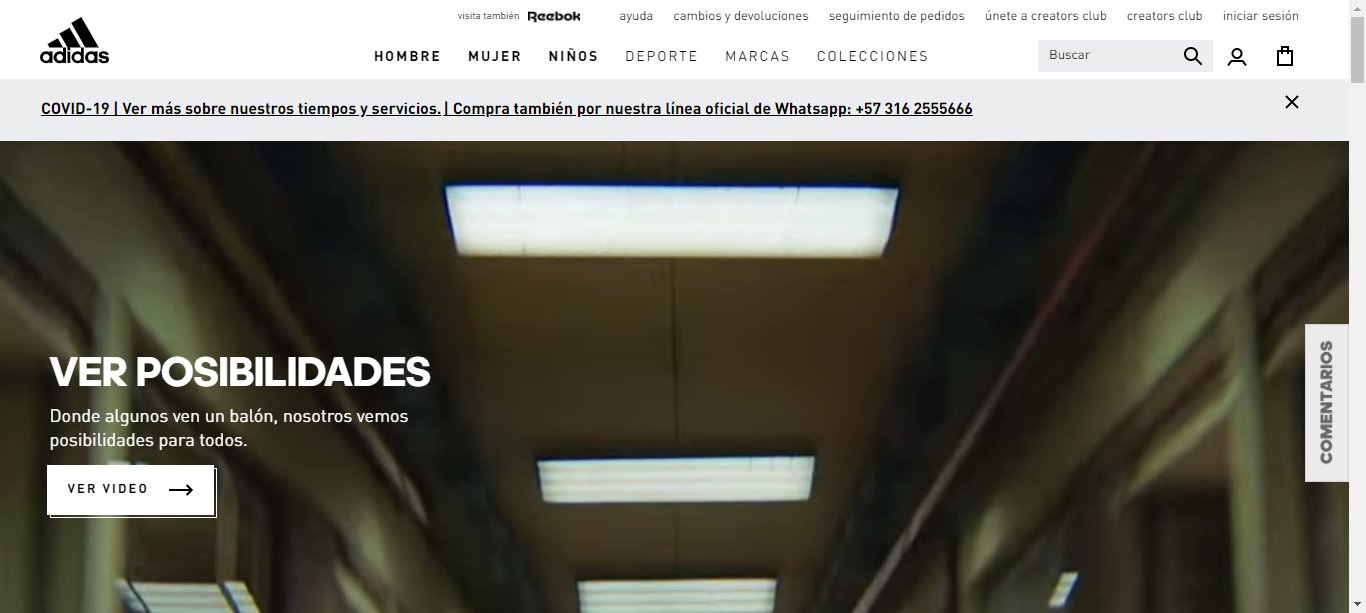 visita también Reebok ayuda cambios y devoluciones seguimiento de pedidos únete a creators club creators club iniciar sesión
adidas
HOMBRE MUJER NIÑOS DEPORTE MARCAS COLECCIONES Buscar
COVID-19 | Ver más sobre nuestros tiempos y servicios. | Compra también por nuestra línea oficial de Whatsapp: +57 316 2555666
VER POSIBILIDADES
Donde algunos ven un balón, nosotros vemos
posibilidades para todos.
VER VIDEO
COMENTARIOS